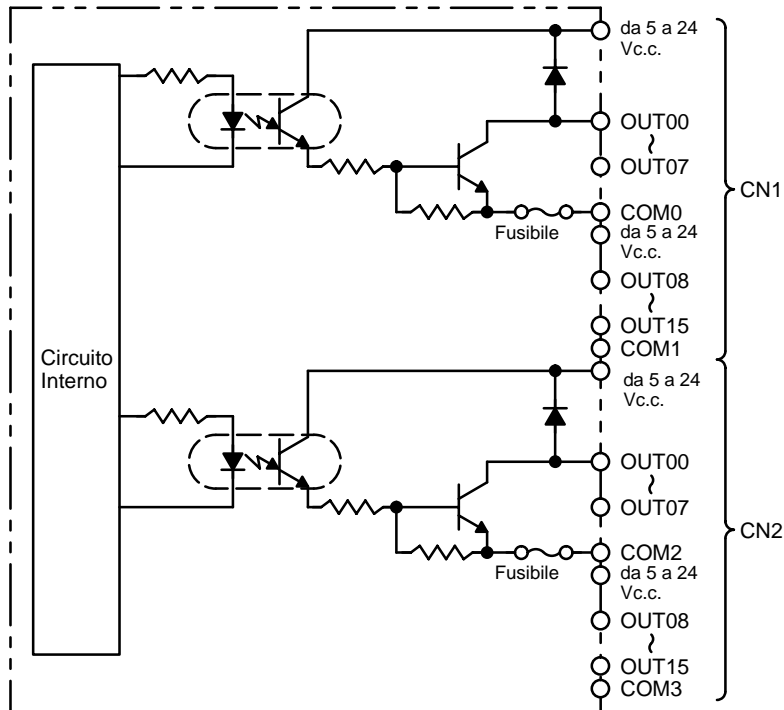 da 5 a 24
Vc.c.
OUT00
~
OUT07
CN1
COM0
Fusibile
da 5 a 24
Vc.c.
OUT08
~
OUT15
COM1
Circuito
Interno
da 5 a 24
Vc.c.
OUT00
~
OUT07
CN2
COM2
Fusibile
da 5 a 24
Vc.c.
OUT08
~
OUT15
COM3